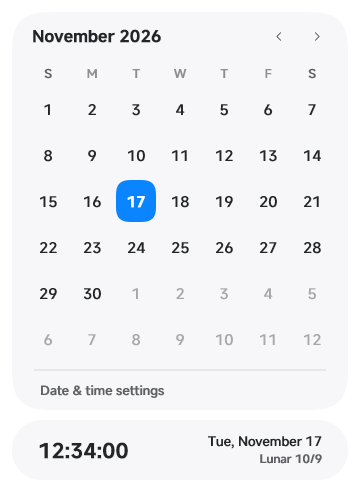 November 2026
S M T W T F S
1 2 3 4 5 6 7
8 9 10 11 12 13 14
15 16 17 18 19 20 21
22 23 24 25 26 27 28
29 30 1 2 3 4 5
6 7 8 9 10 11 12
Date & time settings
12:34:00
Tue, November 17
Lunar 10/9